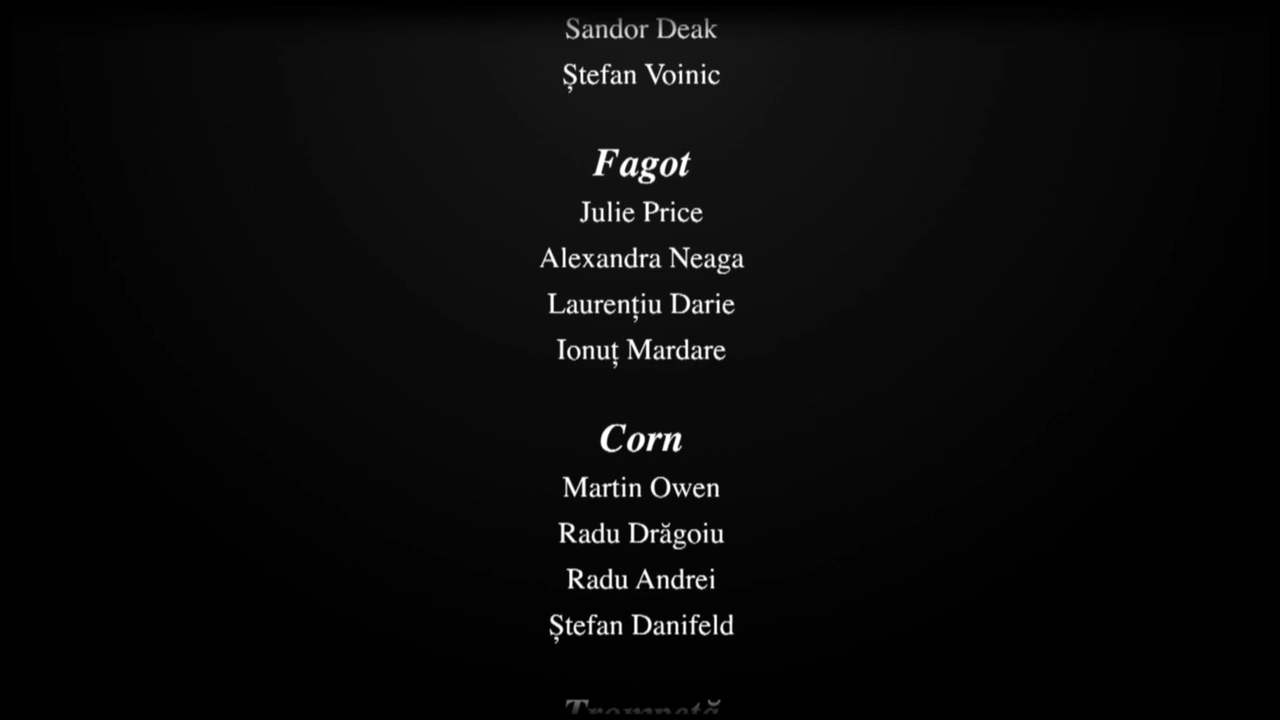 Sandor Deak
Ștefan Voinic
Fagot
Julie Price
Alexandra Neaga
Laurențiu Darie
Ionuț Mardare
Corn
Martin Owen
Radu Drăgoiu
Radu Andrei
Ștefan Danifeld
Trompetă